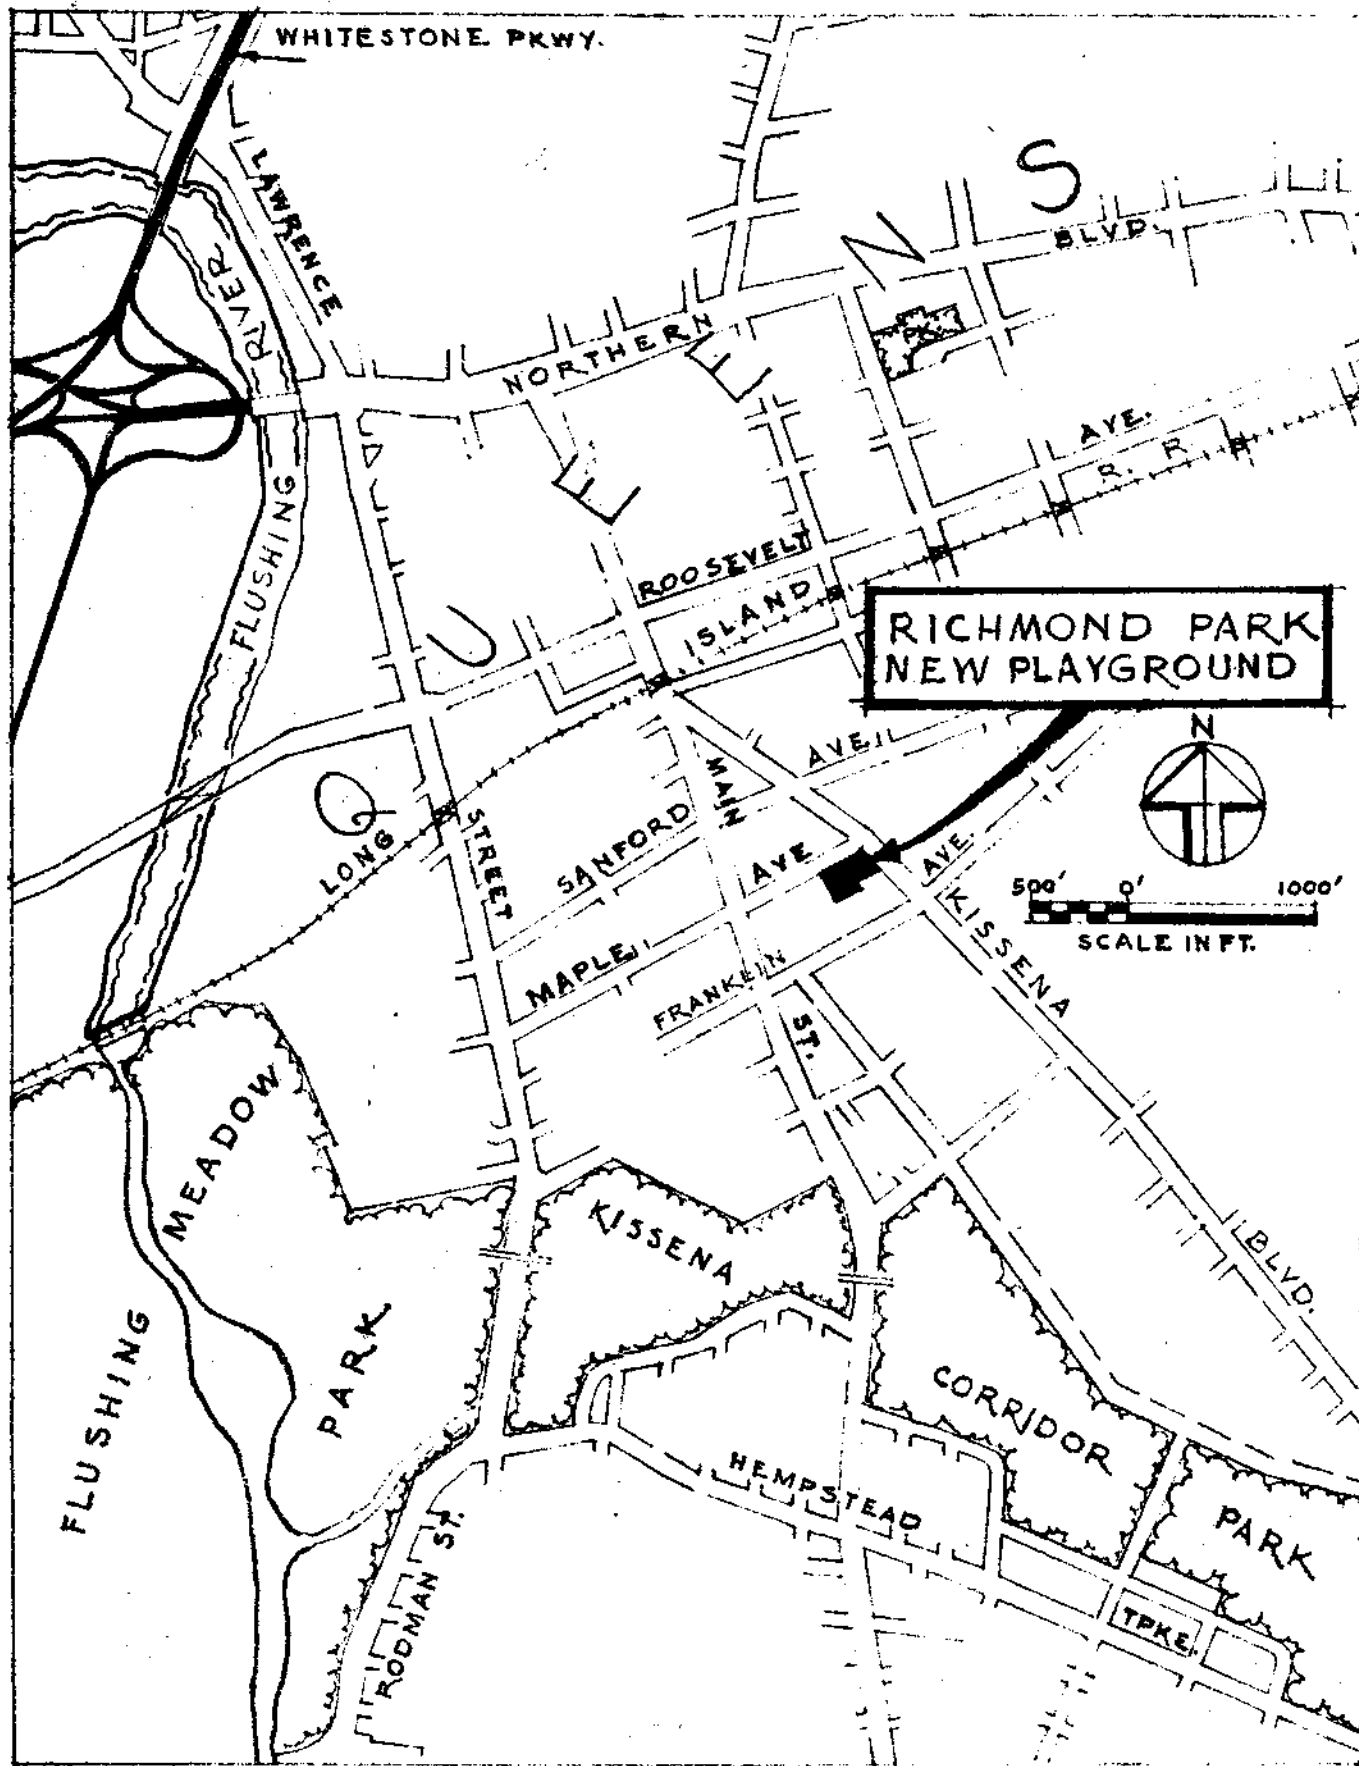 WHITESTONE PKWY.
LAWRENCE
STREET
FLUSHING RIVER
NORTHERN
BLVD.
PK.
QUEENS
ROOSEVELT
AVE.
LONG
ISLAND
R. R.
RICHMOND PARK
NEW PLAYGROUND
N
500' 0' 1000'
SCALE IN FT.
SANFORD
AVE.
MAIN
ST.
MAPLE
AVE
FRANKLIN
AVE.
KISSENA
BLVD.
FLUSHING
MEADOW
PARK
KISSENA
CORRIDOR
PARK
HEMPSTEAD
TPKE.
RODMAN ST.